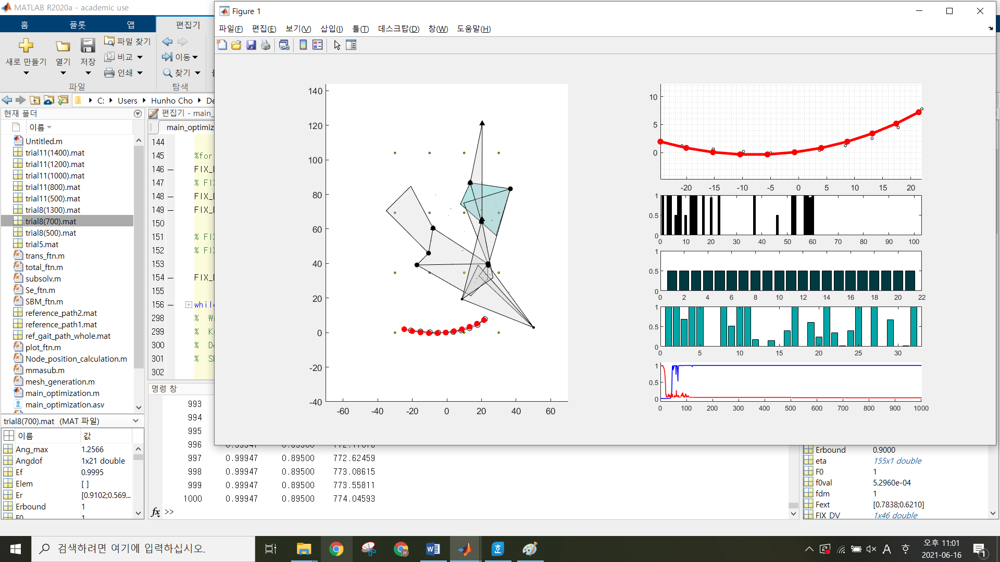 MATLAB R2020a - academic use
홈
플롯
앱
편집기
새로 만들기
열기
저장
파일 찾기
비교
인쇄
이동
찾기
파일
탐색
C:
Users
Hunho Cho
현재 폴더
이름
Untitled.m
trial11(1400).mat
trial11(1200).mat
trial11(1000).mat
trial11(800).mat
trial11(500).mat
trial8(1300).mat
trial8(700).mat
trial8(500).mat
trial5.mat
trans_ftn.m
total_ftn.m
subsolv.m
Se_ftn.m
SBM_ftn.m
reference_path2.mat
reference_path1.mat
ref_gait_path_whole.mat
plot_ftn.m
Node_position_calculation.m
mmasub.m
mesh_generation.m
main_optimization.m
main_optimization.asv
trial8(700).mat (MAT 파일)
이름
값
Ang_max 1.2566
Angdof 1x21 double
Ef 0.9995
Elem [ ]
Er [0.9102;0.569...
Erbound 1
F0 1
편집기 - main_
main_optimiz
144
145 %for
146 —
147
148 —
149 —
150
151
152
153
154 —
155
156 —
298
299
300
301
302
명령 창
993
994
995
996
997 0.99947 0.89500 772.62459
998 0.99947 0.89500 773.08615
999 0.99947 0.89500 773.55811
1000 0.99947 0.89500 774.04593
fx >>
Figure 1
파일(F) 편집(E) 보기(V) 삽입(I) 툴(T) 데스크탑(D) 창(W) 도움말(H)
140
120
100
80
60
40
20
0
-20
-40
-60 -40 -20 0 20 40 60
10
5
0
-20 -15 -10 -5 0 5 10 15 20
1
0.5
0
0 10 20 30 40 50 60 70 80 90 100
1
0.5
0
0 2 4 6 8 10 12 14 16 18 20 22
1
0.5
0
0 5 10 15 20 25 30
1
0.5
0
0 100 200 300 400 500 600 700 800 900 1000
Erbound 0.9000
eta 155x1 double
F0 1
f0val 5.2960e-04
fdm 1
Fext [0.7838;0.6210]
FIX_DV 1x46 double
검색하려면 여기에 입력하십시오.
A
오후 11:01
2021-06-16
1